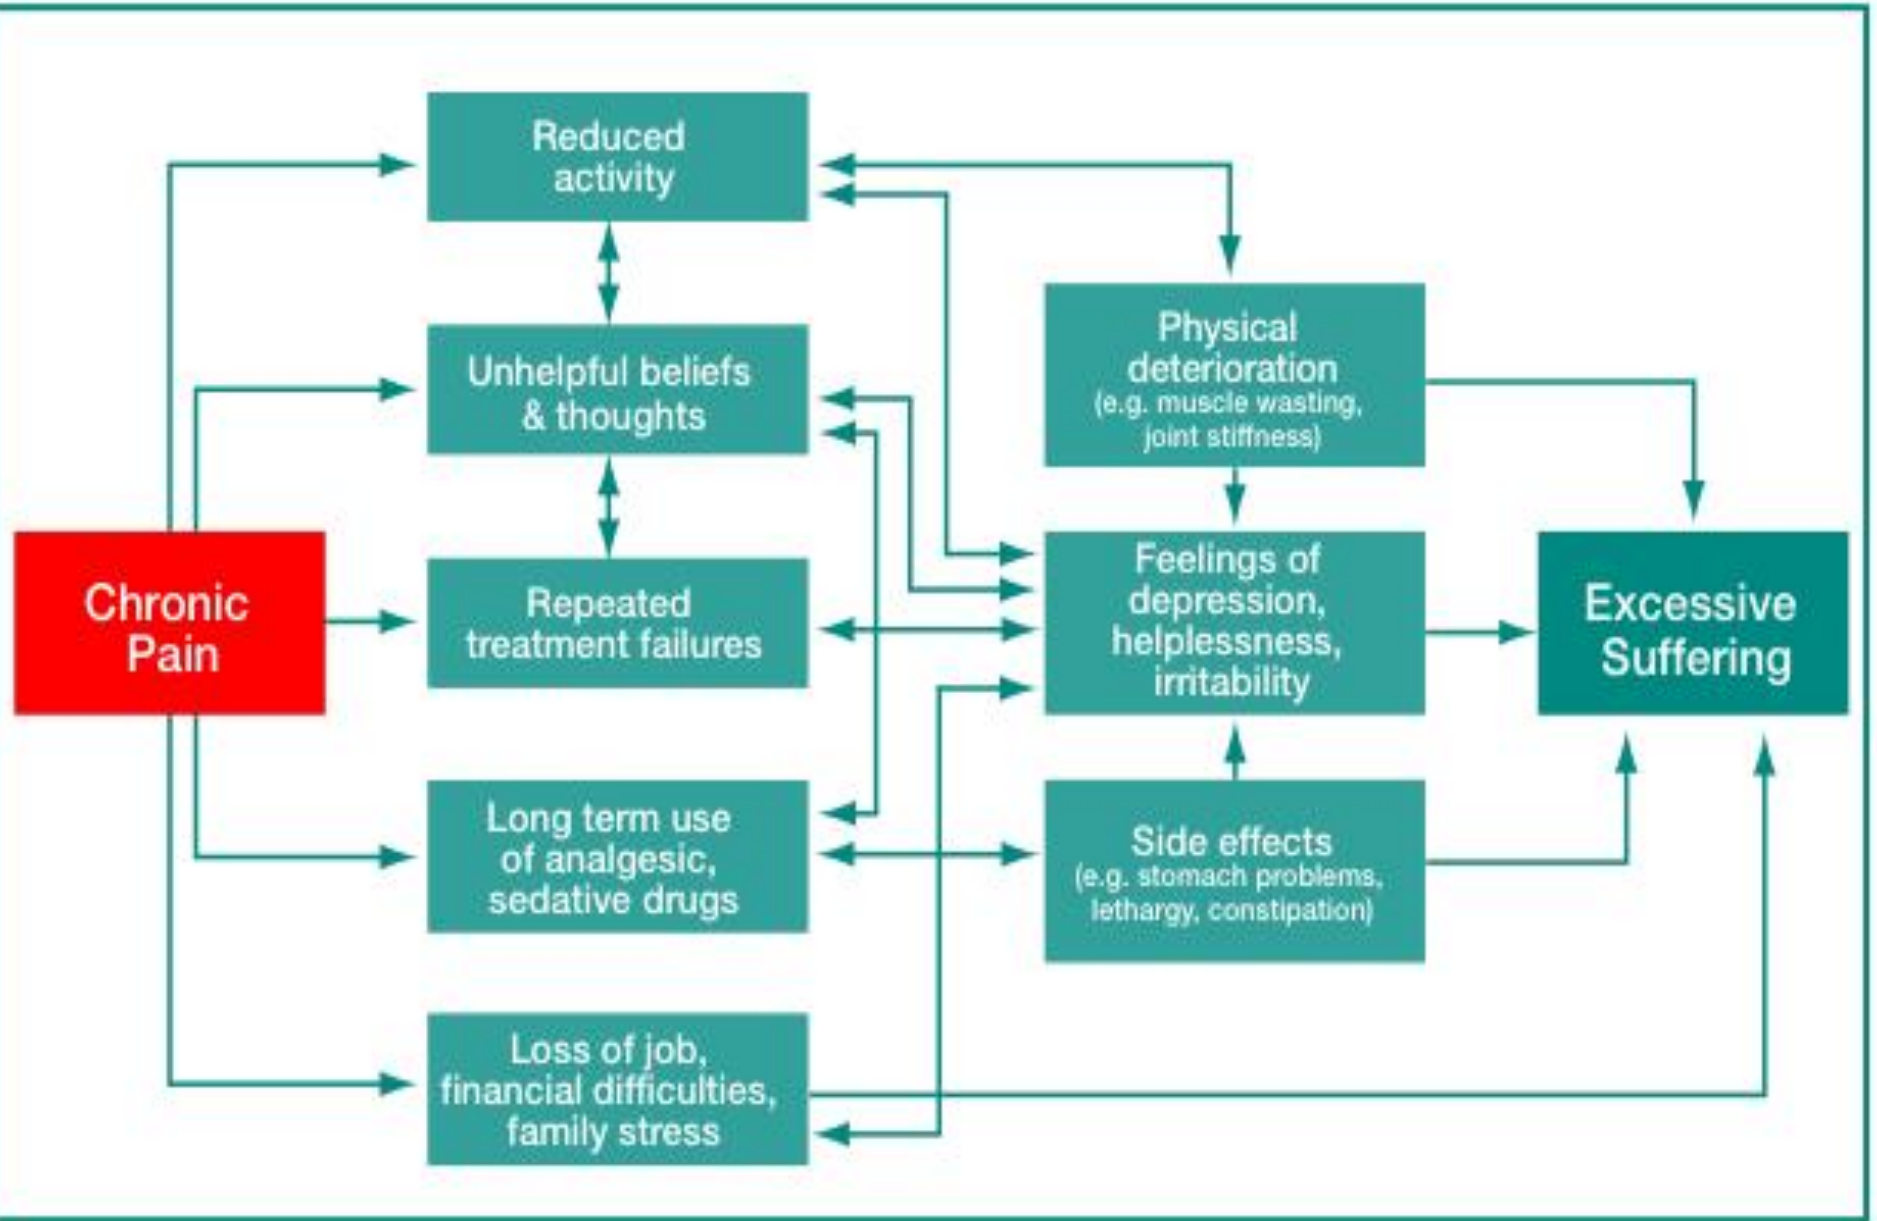 Reduced
activity
Unhelpful beliefs
& thoughts
Chronic
Pain
Repeated
treatment failures
Long term use
of analgesic,
sedative drugs
Loss of job,
financial difficulties,
family stress
Physical
deterioration
(e.g. muscle wasting,
joint stiffness)
Feelings of
depression,
helplessness,
irritability
Side effects
(e.g. stomach problems,
lethargy, constipation)
Excessive
Suffering